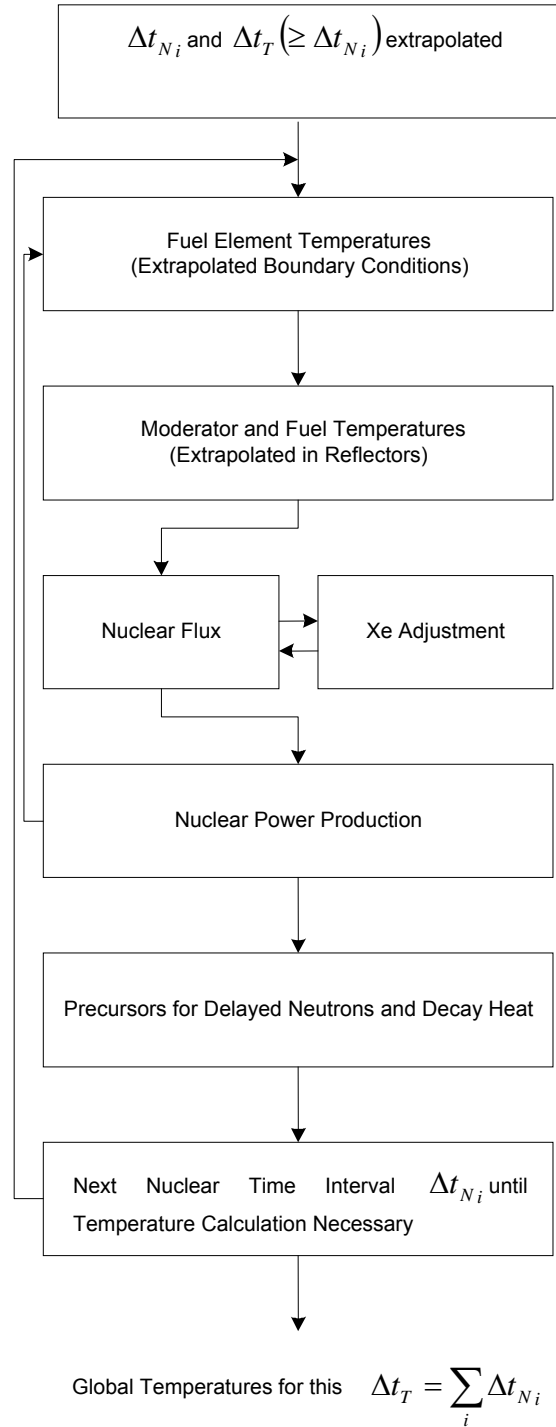 Δt_{N i} and Δt_T (≥ Δt_{N i}) extrapolated
Fuel Element Temperatures
(Extrapolated Boundary Conditions)
Moderator and Fuel Temperatures
(Extrapolated in Reflectors)
Nuclear Flux
Xe Adjustment
Nuclear Power Production
Precursors for Delayed Neutrons and Decay Heat
Next Nuclear Time Interval Δt_{N i} until
Temperature Calculation Necessary
Global Temperatures for this Δt_T = ∑_i Δt_{N i}